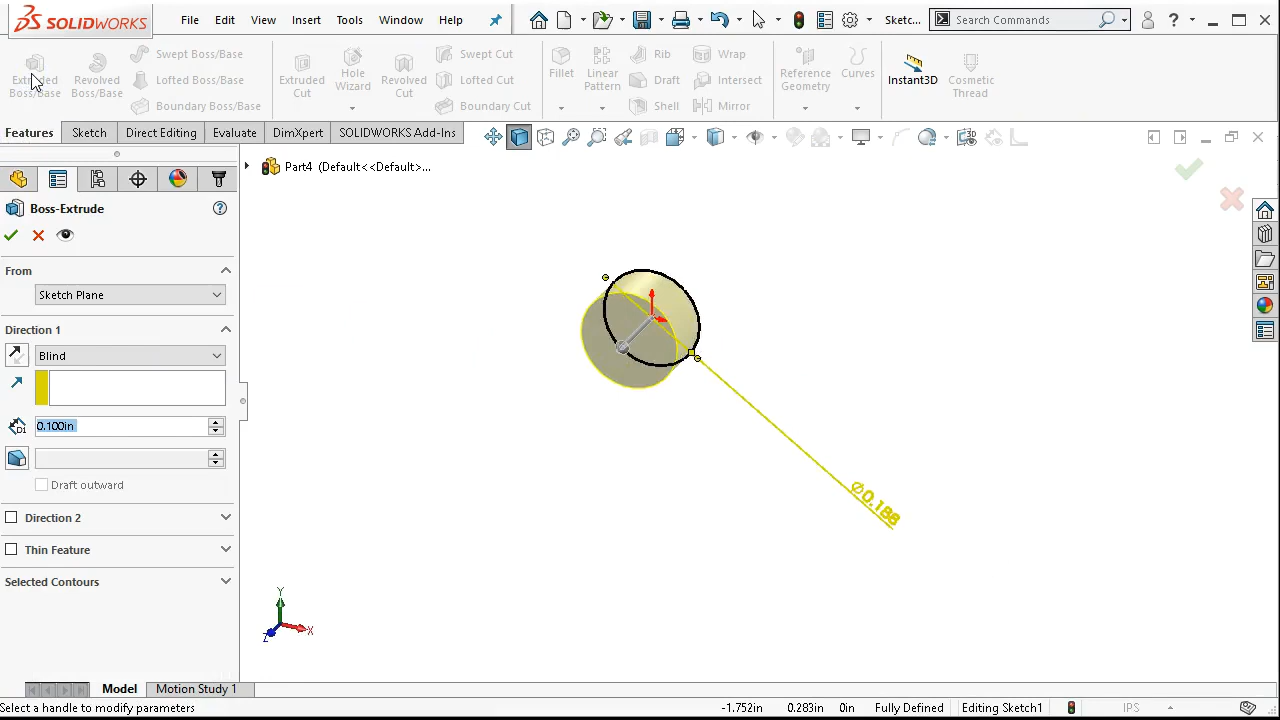 SOLIDWORKS File Edit View Insert Tools Window Help Sketc... Search Commands
Extruded Boss/Base
Revolved Boss/Base
Swept Boss/Base
Lofted Boss/Base
Boundary Boss/Base
Extruded Cut
Hole Wizard
Revolved Cut
Swept Cut
Lofted Cut
Boundary Cut
Fillet
Linear Pattern
Rib
Draft
Shell
Wrap
Intersect
Mirror
Reference Geometry
Curves
Instant3D
Cosmetic Thread
Features Sketch Direct Editing Evaluate DimXpert SOLIDWORKS Add-Ins
Part4 (Default<<Default>...
Boss-Extrude
From
Sketch Plane
Direction 1
Blind
0.100in
Draft outward
Direction 2
Thin Feature
Selected Contours
Ø0.188
Y
X
Z
Model Motion Study 1
Select a handle to modify parameters -1.752in 0.283in 0in Fully Defined Editing Sketch1 IPS